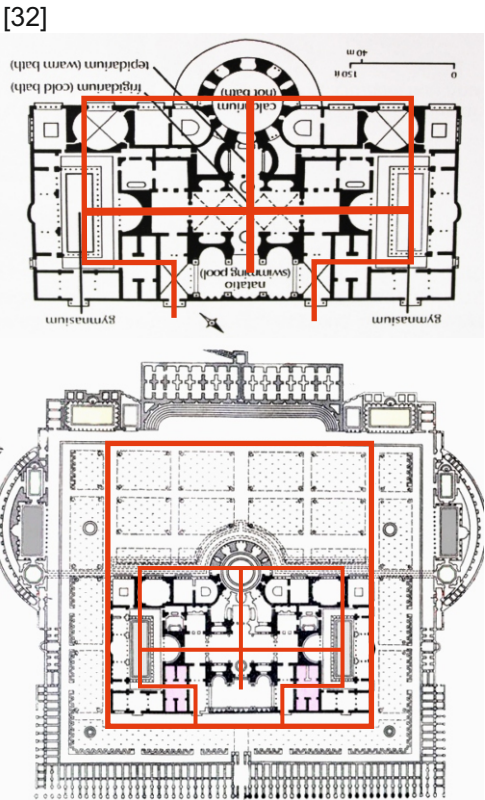 [32]
tepidarium (warm bath)
frigidarium (cold bath)
caldarium
(hot bath)
40 m
150 ft
0
natatio
(swimming pool)
gymnasium
gymnasium